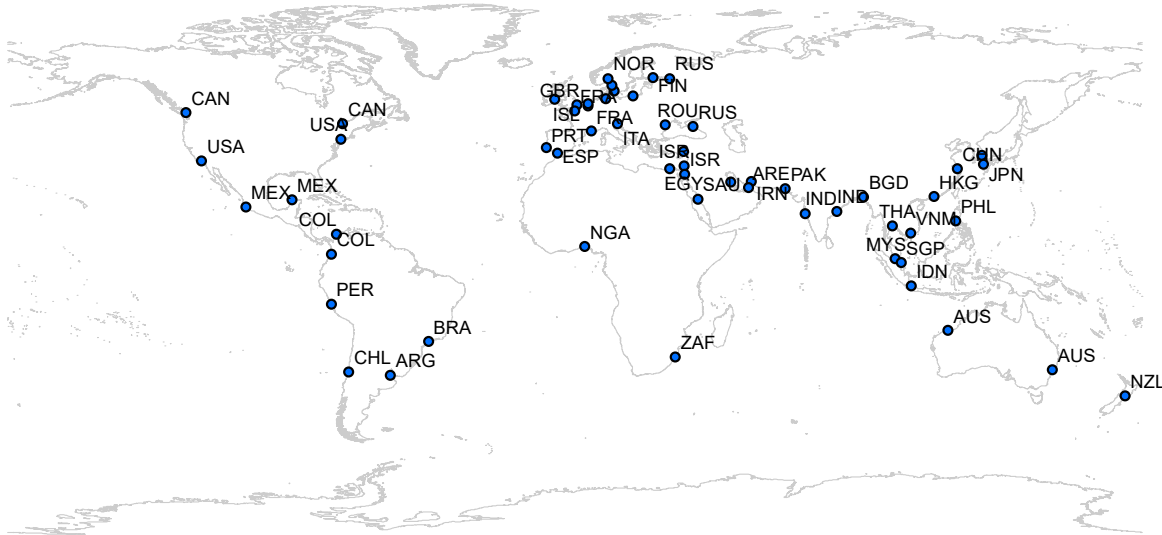 NOR
RUS
GBR
FRA
FIN
CAN
CAN
ISL
FRA
ROU
RUS
USA
PRT
ITA
USA
ESP
ISR
ISR
CHN
JPN
EGY
SAU
ARE
PAK
IRN
BGD
HKG
MEX
MEX
IND
IND
PHL
COL
THA
VNM
COL
NGA
MYS
SGP
IDN
PER
AUS
BRA
ZAF
CHL
ARG
AUS
NZL